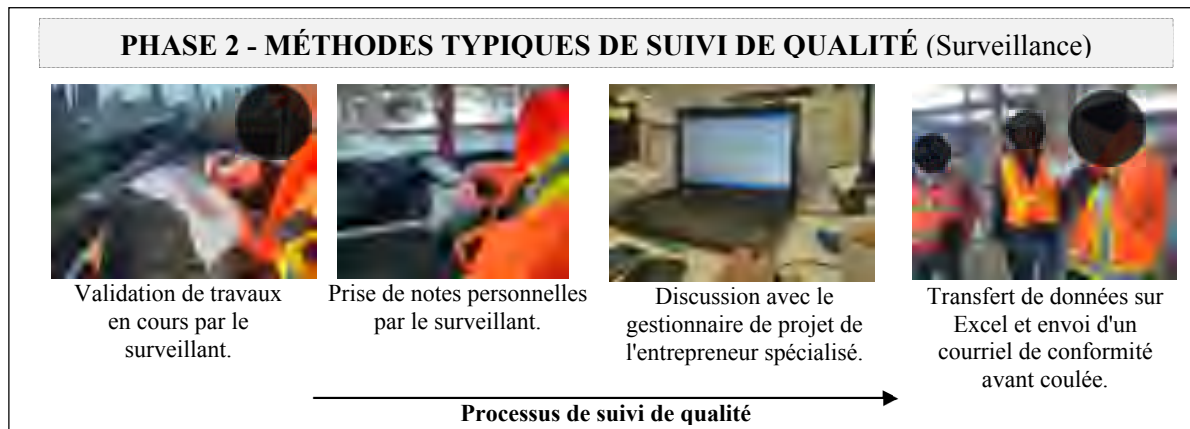 PHASE 2 - MÉTHODES TYPIQUES DE SUIVI DE QUALITÉ (Surveillance)
Validation de travaux
en cours par le
surveillant.
Prise de notes personnelles
par le surveillant.
Discussion avec le
gestionnaire de projet de
l'entrepreneur spécialisé.
Transfert de données sur
Excel et envoi d'un
courriel de conformité
avant coulée.
Processus de suivi de qualité